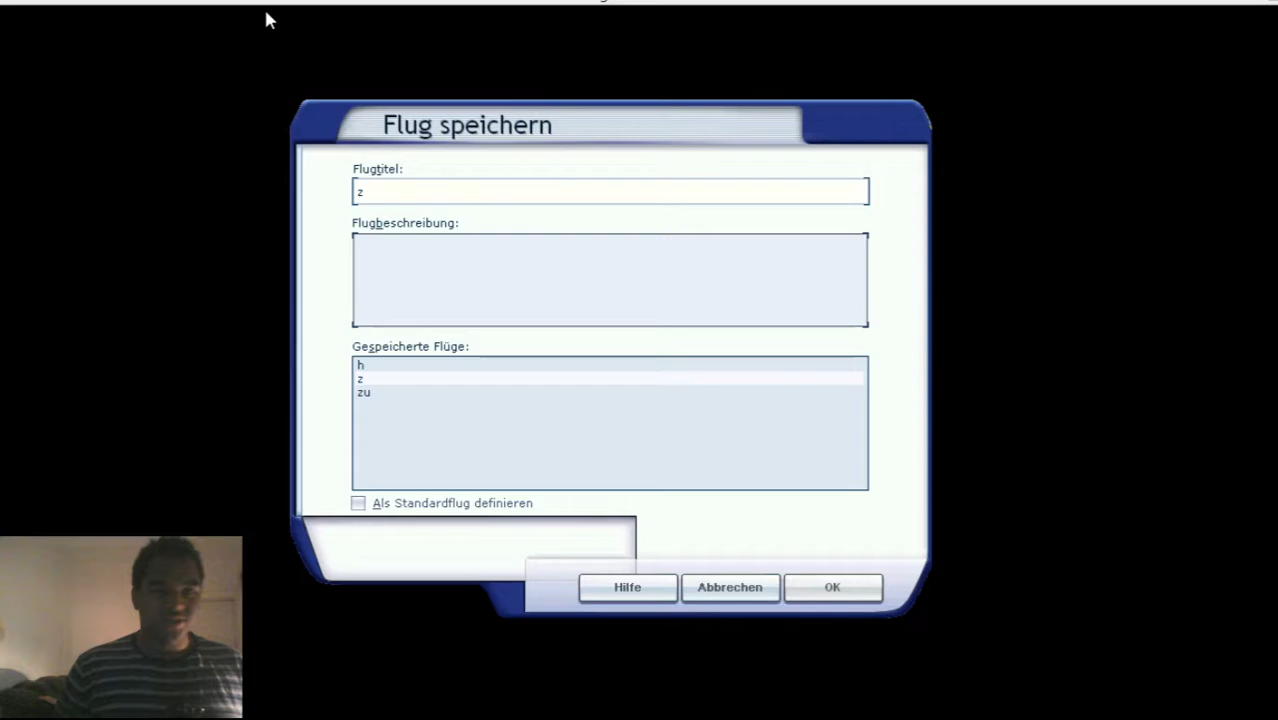 Flug speichern
Flugtitel:
z
Flugbeschreibung:
Gespeicherte Flüge:
h
z
zu
Als Standardflug definieren
Hilfe
Abbrechen
OK